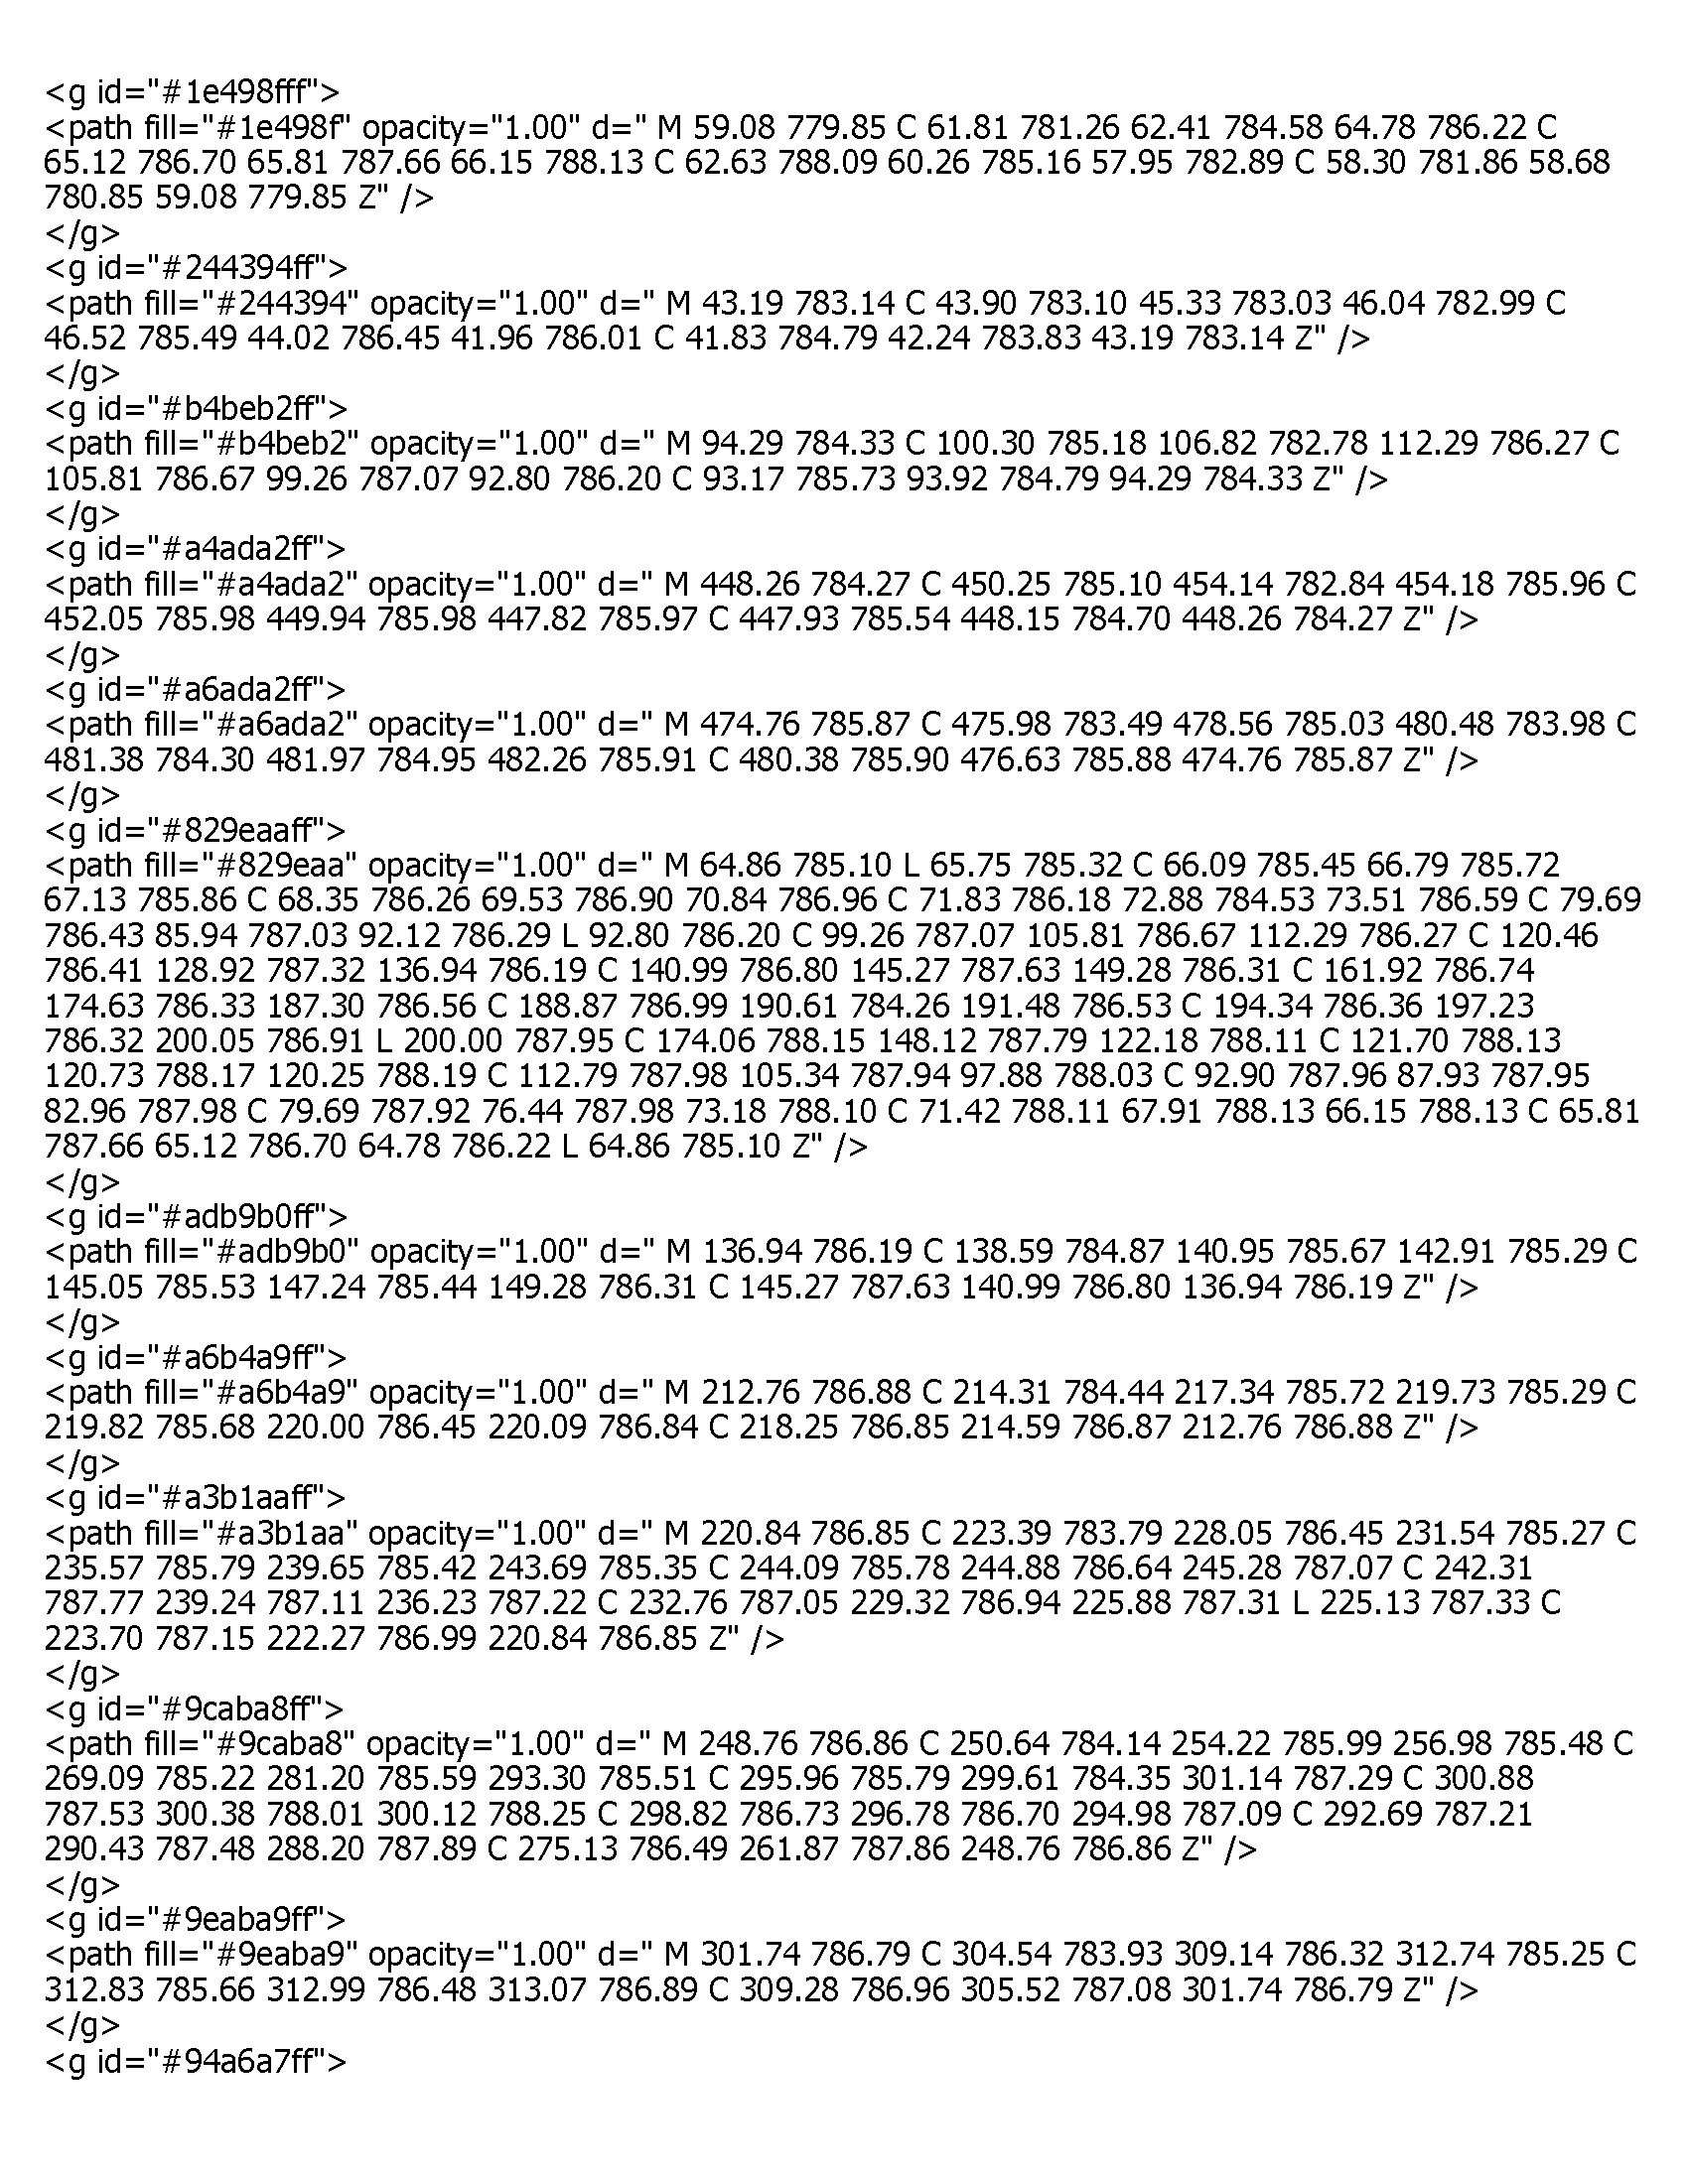 <g id="#1e498fff">
<path fill="#1e498f" opacity="1.00" d=" M 59.08 779.85 C 61.81 781.26 62.41 784.58 64.78 786.22 C
65.12 786.70 65.81 787.66 66.15 788.13 C 62.63 788.09 60.26 785.16 57.95 782.89 C 58.30 781.86 58.68
780.85 59.08 779.85 Z" />
</g>
<g id="#244394ff">
<path fill="#244394" opacity="1.00" d=" M 43.19 783.14 C 43.90 783.10 45.33 783.03 46.04 782.99 C
46.52 785.49 44.02 786.45 41.96 786.01 C 41.83 784.79 42.24 783.83 43.19 783.14 Z" />
</g>
<g id="#b4beb2ff">
<path fill="#b4beb2" opacity="1.00" d=" M 94.29 784.33 C 100.30 785.18 106.82 782.78 112.29 786.27 C
105.81 786.67 99.26 787.07 92.80 786.20 C 93.17 785.73 93.92 784.79 94.29 784.33 Z" />
</g>
<g id="#a4ada2ff">
<path fill="#a4ada2" opacity="1.00" d=" M 448.26 784.27 C 450.25 785.10 454.14 782.84 454.18 785.96 C
452.05 785.98 449.94 785.98 447.82 785.97 C 447.93 785.54 448.15 784.70 448.26 784.27 Z" />
</g>
<g id="#a6ada2ff">
<path fill="#a6ada2" opacity="1.00" d=" M 474.76 785.87 C 475.98 783.49 478.56 785.03 480.48 783.98 C
481.38 784.30 481.97 784.95 482.26 785.91 C 480.38 785.90 476.63 785.88 474.76 785.87 Z" />
</g>
<g id="#829eaaff">
<path fill="#829eaa" opacity="1.00" d=" M 64.86 785.10 L 65.75 785.32 C 66.09 785.45 66.79 785.72
67.13 785.86 C 68.35 786.26 69.53 786.90 70.84 786.96 C 71.83 786.18 72.88 784.53 73.51 786.59 C 79.69
786.43 85.94 787.03 92.12 786.29 L 92.80 786.20 C 99.26 787.07 105.81 786.67 112.29 786.27 C 120.46
786.41 128.92 787.32 136.94 786.19 C 140.99 786.80 145.27 787.63 149.28 786.31 C 161.92 786.74
174.63 786.33 187.30 786.56 C 188.87 786.99 190.61 784.26 191.48 786.53 C 194.34 786.36 197.23
786.32 200.05 786.91 L 200.00 787.95 C 174.06 788.15 148.12 787.79 122.18 788.11 C 121.70 788.13
120.73 788.17 120.25 788.19 C 112.79 787.98 105.34 787.94 97.88 788.03 C 92.90 787.96 87.93 787.95
82.96 787.98 C 79.69 787.92 76.44 787.98 73.18 788.10 C 71.42 788.11 67.91 788.13 66.15 788.13 C 65.81
787.66 65.12 786.70 64.78 786.22 L 64.86 785.10 Z" />
</g>
<g id="#adb9b0ff">
<path fill="#adb9b0" opacity="1.00" d=" M 136.94 786.19 C 138.59 784.87 140.95 785.67 142.91 785.29 C
145.05 785.53 147.24 785.44 149.28 786.31 C 145.27 787.63 140.99 786.80 136.94 786.19 Z" />
</g>
<g id="#a6b4a9ff">
<path fill="#a6b4a9" opacity="1.00" d=" M 212.76 786.88 C 214.31 784.44 217.34 785.72 219.73 785.29 C
219.82 785.68 220.00 786.45 220.09 786.84 C 218.25 786.85 214.59 786.87 212.76 786.88 Z" />
</g>
<g id="#a3b1aaff">
<path fill="#a3b1aa" opacity="1.00" d=" M 220.84 786.85 C 223.39 783.79 228.05 786.45 231.54 785.27 C
235.57 785.79 239.65 785.42 243.69 785.35 C 244.09 785.78 244.88 786.64 245.28 787.07 C 242.31
787.77 239.24 787.11 236.23 787.22 C 232.76 787.05 229.32 786.94 225.88 787.31 L 225.13 787.33 C
223.70 787.15 222.27 786.99 220.84 786.85 Z" />
</g>
<g id="#9caba8ff">
<path fill="#9caba8" opacity="1.00" d=" M 248.76 786.86 C 250.64 784.14 254.22 785.99 256.98 785.48 C
269.09 785.22 281.20 785.59 293.30 785.51 C 295.96 785.79 299.61 784.35 301.14 787.29 C 300.88
787.53 300.38 788.01 300.12 788.25 C 298.82 786.73 296.78 786.70 294.98 787.09 C 292.69 787.21
290.43 787.48 288.20 787.89 C 275.13 786.49 261.87 787.86 248.76 786.86 Z" />
</g>
<g id="#9eaba9ff">
<path fill="#9eaba9" opacity="1.00" d=" M 301.74 786.79 C 304.54 783.93 309.14 786.32 312.74 785.25 C
312.83 785.66 312.99 786.48 313.07 786.89 C 309.28 786.96 305.52 787.08 301.74 786.79 Z" />
</g>
<g id="#94a6a7ff">